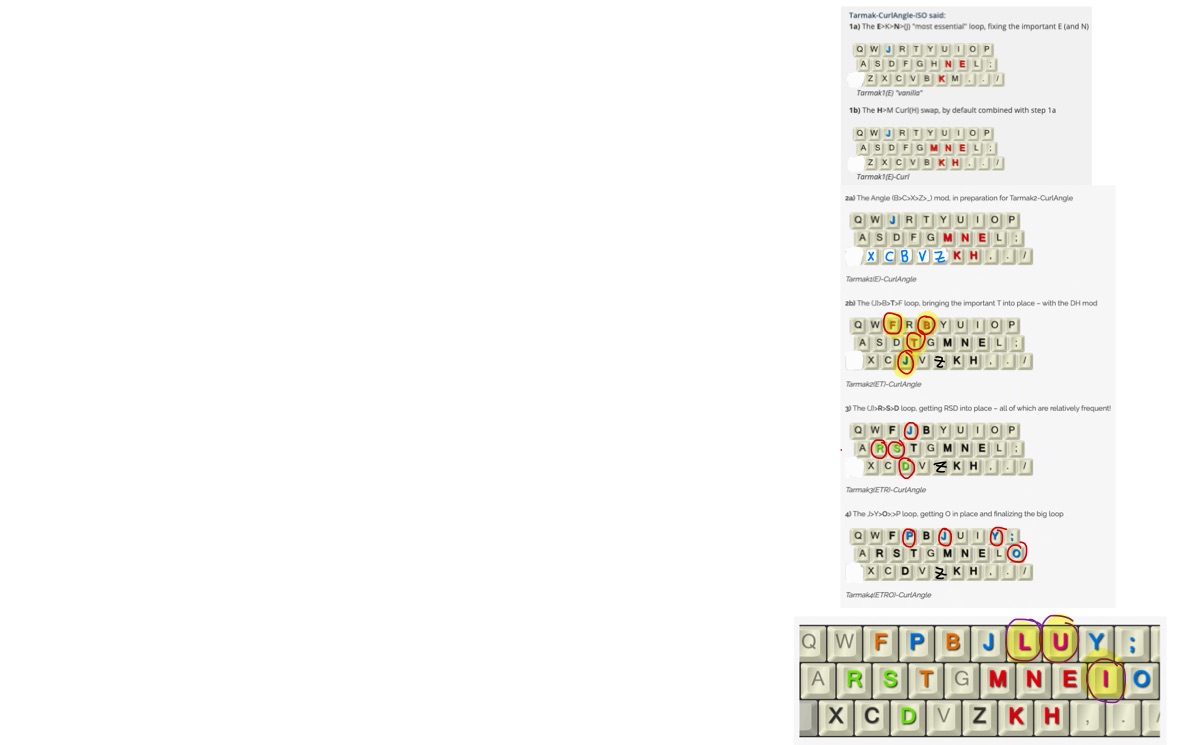 Tarmak-CurlAngle-ISO said:
1a) The E>K>N>(J) "most essential" loop, fixing the important E (and N)
Q W J R T Y U I O P
A S D F G H N E L ;
Z X C V B K M , . /
Tarmak1(E) "vanilla"
1b) The H>M Curl(H) swap, by default combined with step 1a
Q W J R T Y U I O P
A S D F G M N E L ;
Z X C V B K H , . /
Tarmak1(E)-Curl
2a) The Angle (B>C>X>Z>_) mod, in preparation for Tarmak2-CurlAngle
Q W J R T Y U I O P
A S D F G M N E L ;
X C B V Z K H , . /
Tarmak1(E)-CurlAngle
2b) The (J)>B>T>F loop, bringing the important T into place – with the DH mod
Q W F R B Y U I O P
A S D T G M N E L ;
X C J V Z K H , . /
Tarmak2(ET)-CurlAngle
3) The (J)>R>S>D loop, getting RSD into place – all of which are relatively frequent!
Q W F J B Y U I O P
A R S T G M N E L ;
X C D V Z K H , . /
Tarmak3(ETR)-CurlAngle
4) The J>Y>O>;>P loop, getting O in place and finalizing the big loop
Q W F P B J U I Y ;
A R S T G M N E L O
X C D V Z K H , . /
Tarmak4(ETRO)-CurlAngle
Q W F P B J L U Y ;
A R S T G M N E I O
X C D V Z K H , . /